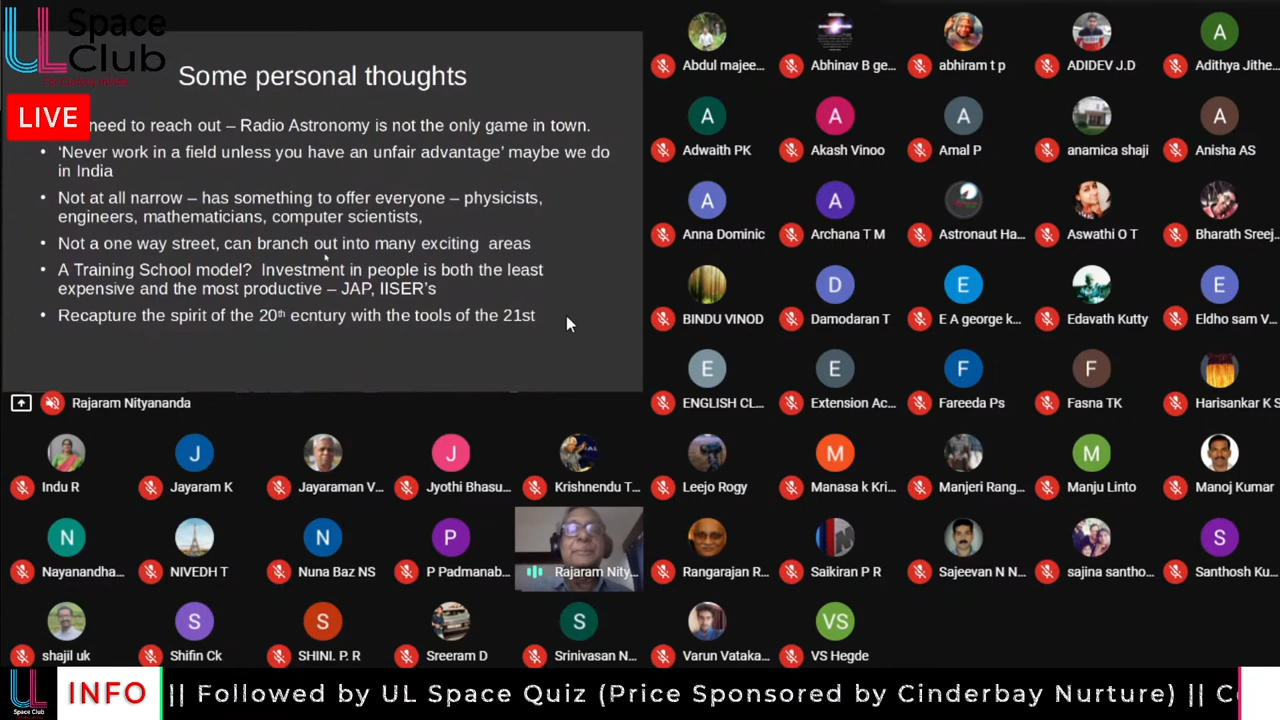 UL Space
Club
LIVE
Some personal thoughts
need to reach out – Radio Astronomy is not the only game in town.
• ‘Never work in a field unless you have an unfair advantage’ maybe we do
in India
• Not at all narrow – has something to offer everyone – physicists,
engineers, mathematicians, computer scientists,
• Not a one way street, can branch out into many exciting areas
• A Training School model? Investment in people is both the least
expensive and the most productive – JAP, IISER's
• Recapture the spirit of the 20th ecntury with the tools of the 21st
Rajaram Nityananda
Abdul majee...
Abhinav B ge...
abhiram t p
ADIDEV J.D
A
Adithya Jithe...
A
Adwaith PK
A
Akash Vinoo
A
Amal P
anamica shaji
A
Anisha AS
A
Anna Dominic
A
Archana T M
Astronaut Ha...
Aswathi O T
Bharath Sreej...
BINDU VINOD
D
Damodaran T
E
E A george k...
Edavath Kutty
E
Eldho sam V...
E
ENGLISH CL...
E
Extension Ac...
F
Fareeda Ps
F
Fasna TK
Harisankar K S
Indu R
J
Jayaram K
Jayaraman V...
J
Jyothi Bhasu...
Krishnendu T...
Leejo Rogy
M
Manasa k Kri...
Manjeri Rang...
M
Manju Linto
Manoj Kumar
N
Nayanandha...
NIVEDH T
N
Nuna Baz NS
P
P Padmanab...
Rajaram Nity...
Rangarajan R...
Saikiran P R
Sajeevan N N...
sajina santho...
S
Santhosh Ku...
shajil uk
S
Shifin Ck
S
SHINI. P. R
Sreeram D
S
Srinivasan N...
Varun Vataka...
VS
VS Hegde
UL
Space Club
INFO
|| Followed by UL Space Quiz (Price Sponsored by Cinderbay Nurture) ||